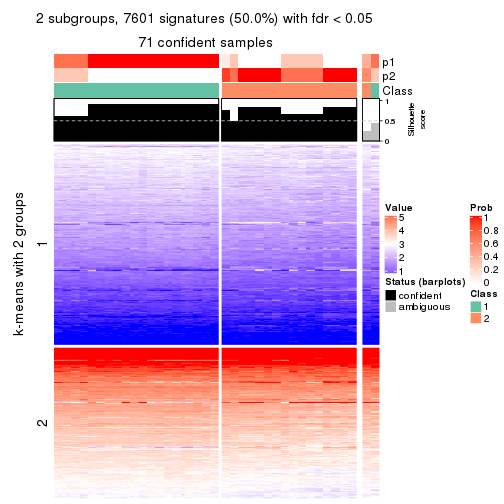 2 subgroups, 7601 signatures (50.0%) with fdr < 0.05
71 confident samples
p1
p2
Class
1
0.5
0
Silhouette
score
k-means with 2 groups
1
2
Value
5
4
3
2
1
Status (barplots)
confident
ambiguous
Prob
1
0.8
0.6
0.4
0.2
0
Class
1
2